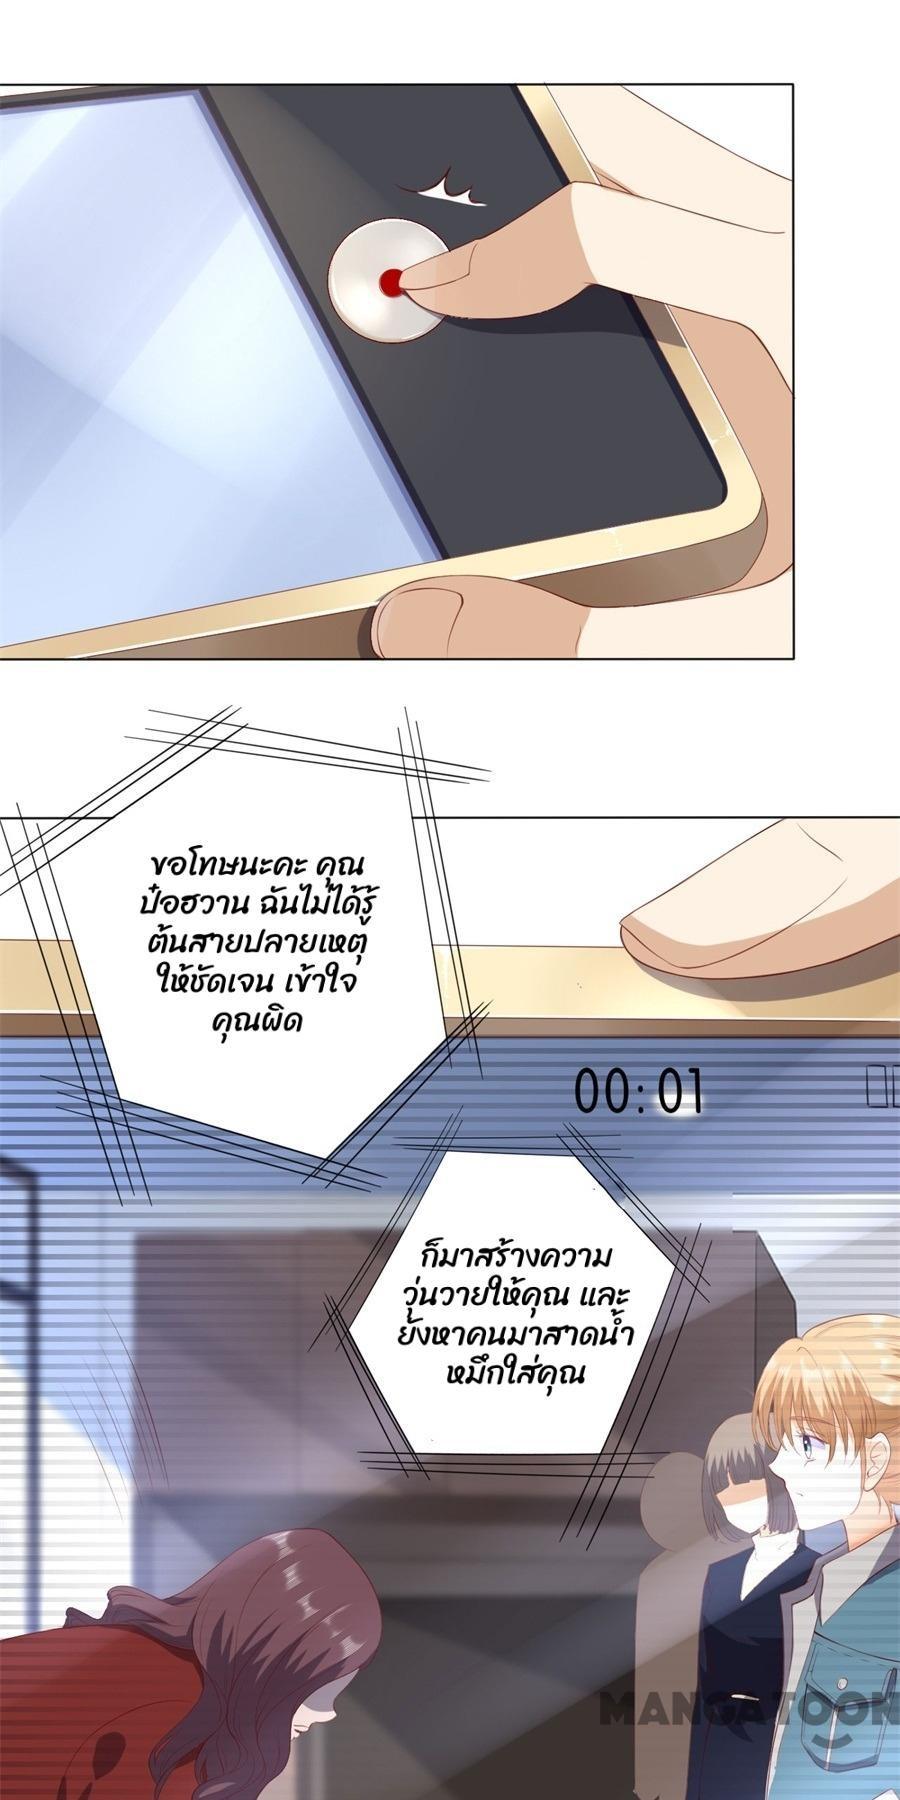 ขอโทษนะคะ คุณ
ป๋อฮวาน ฉันไม่ได้รู้
ต้นสายปลายเหตุ
ให้ชัดเจน เข้าใจ
คุณผิด
00:01
ก็มาสร้างความ
วุ่นวายให้คุณ และ
ยังหาคนมาสาดน้ำ
หมึกใส่คุณ
MANGATOON